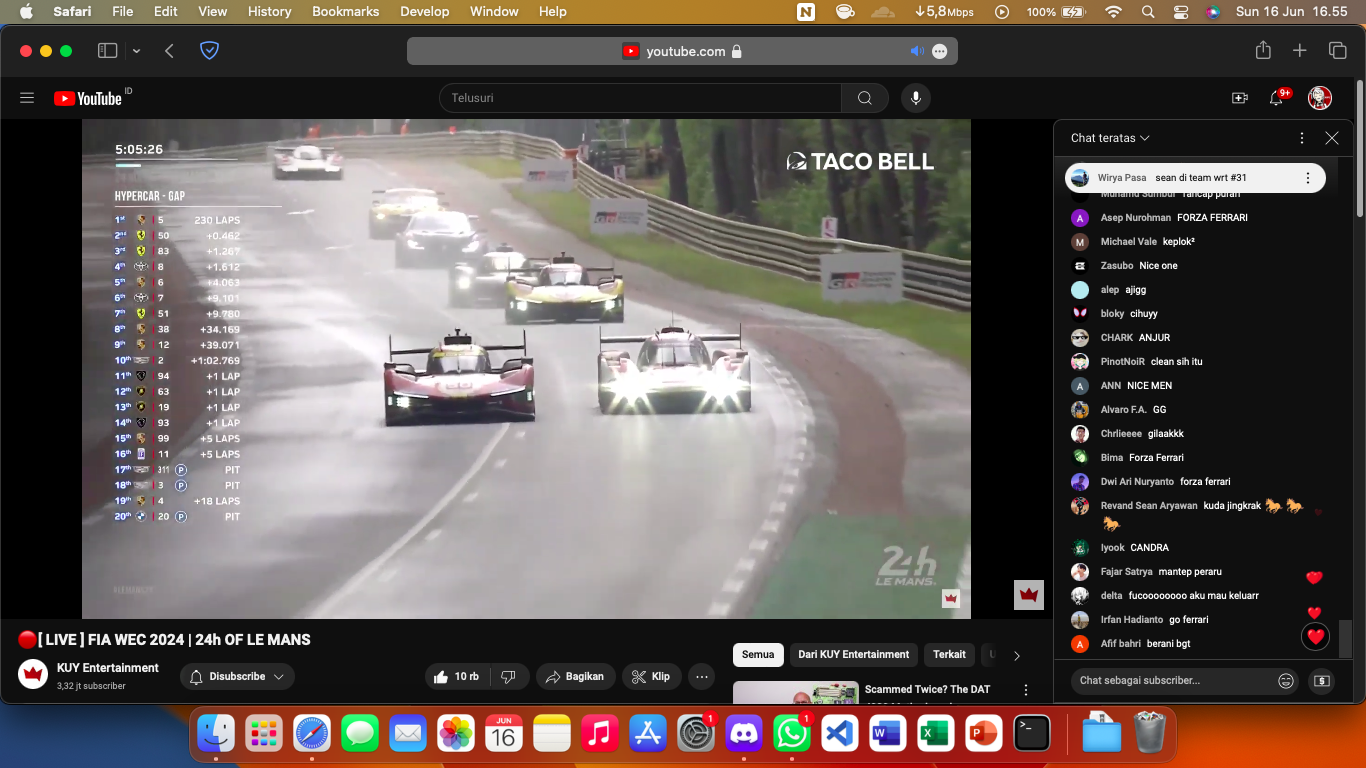 Safari File Edit View History Bookmarks Develop Window Help
5,8 Mbps 100% Sun 16 Jun 16.55
youtube.com
YouTube ID
Telusuri
9+
5:05:26
TACO BELL
HYPERCAR - GAP
1st 5 230 LAPS
2nd 50 +0.462
3rd 83 +1.267
4th 8 +1.612
5th 6 +4.063
6th 7 +9.101
7th 51 +9.780
8th 38 +34.169
9th 12 +39.071
10th 2 +1:02.769
11th 94 +1 LAP
12th 63 +1 LAP
13th 19 +1 LAP
14th 93 +1 LAP
15th 99 +5 LAPS
16th 11 +5 LAPS
17th 311 P PIT
18th 3 P PIT
19th 4 +18 LAPS
20th 20 P PIT
GR
GR
GR
24h
LE MANS
Chat teratas
Wirya Pasa sean di team wrt #31
Asep Nurohman FORZA FERRARI
Michael Vale keplok²
Zasubo Nice one
alep ajigg
bloky cihuyy
CHARK ANJUR
PinotNoiR clean sih itu
ANN NICE MEN
Alvaro F.A. GG
Chrlieeee gilaakkk
Bima Forza Ferrari
Dwi Ari Nuryanto forza ferrari
Revand Sean Aryawan kuda jingkrak 🐎 🐎
🐎
Iyook CANDRA
Fajar Satrya mantep peraru
delta fucooooooooo aku mau keluarr
Irfan Hadianto go ferrari
Afif bahri berani bgt
Chat sebagai subscriber...
🔴[ LIVE ] FIA WEC 2024 | 24h OF LE MANS
KUY Entertainment
3,32 jt subscriber
Disubscribe
10 rb
Bagikan
Klip
Semua Dari KUY Entertainment Terkait
Scammed Twice? The DAT
JUN
16
1
1